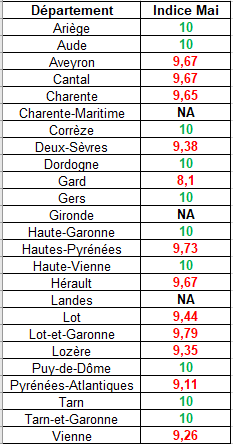 Département Indice Mai
Ariège 10
Aude 10
Aveyron 9,67
Cantal 9,67
Charente 9,65
Charente-Maritime NA
Corrèze 10
Deux-Sèvres 9,38
Dordogne 10
Gard 8,1
Gers 10
Gironde NA
Haute-Garonne 10
Hautes-Pyrénées 9,73
Haute-Vienne 10
Hérault 9,67
Landes NA
Lot 9,44
Lot-et-Garonne 9,79
Lozère 9,35
Puy-de-Dôme 10
Pyrénées-Atlantiques 9,11
Tarn 10
Tarn-et-Garonne 10
Vienne 9,26